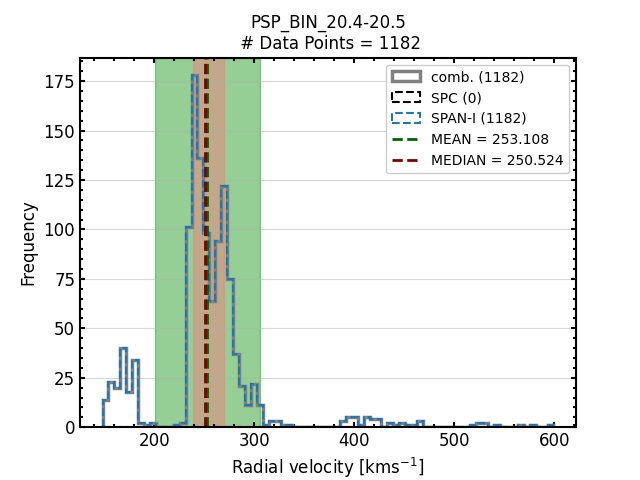 PSP_BIN_20.4-20.5
# Data Points = 1182
comb. (1182)
SPC (0)
SPAN-I (1182)
MEAN = 253.108
MEDIAN = 250.524
Frequency
175
150
125
100
75
50
25
0
200 300 400 500 600
Radial velocity [kms⁻¹]